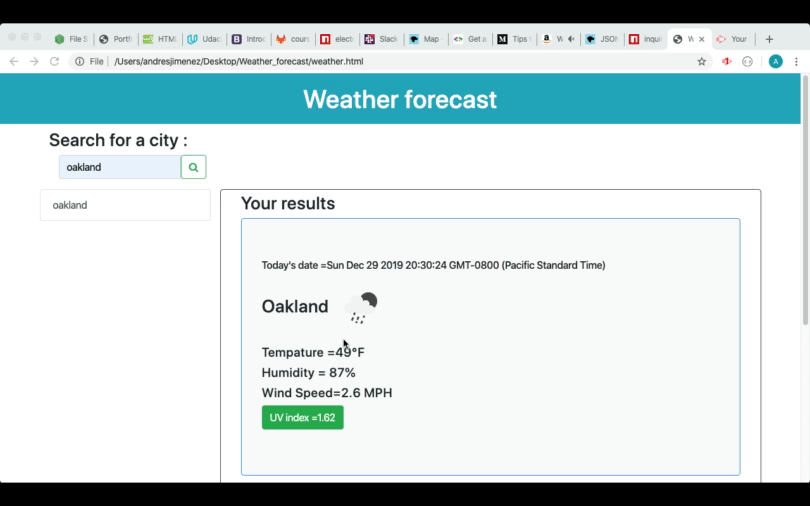 File S
Portf
HTMl
Udac
Introc
cours
electr
Slack
Map
Get a
Tips
W
JSON
inqui
W
Your
File
/Users/andresjimenez/Desktop/Weather_forecast/weather.html
A
Weather forecast
Search for a city :
oakland
oakland
Your results
Today's date =Sun Dec 29 2019 20:30:24 GMT-0800 (Pacific Standard Time)
Oakland
Tempature =49°F
Humidity = 87%
Wind Speed=2.6 MPH
UV index =1.62